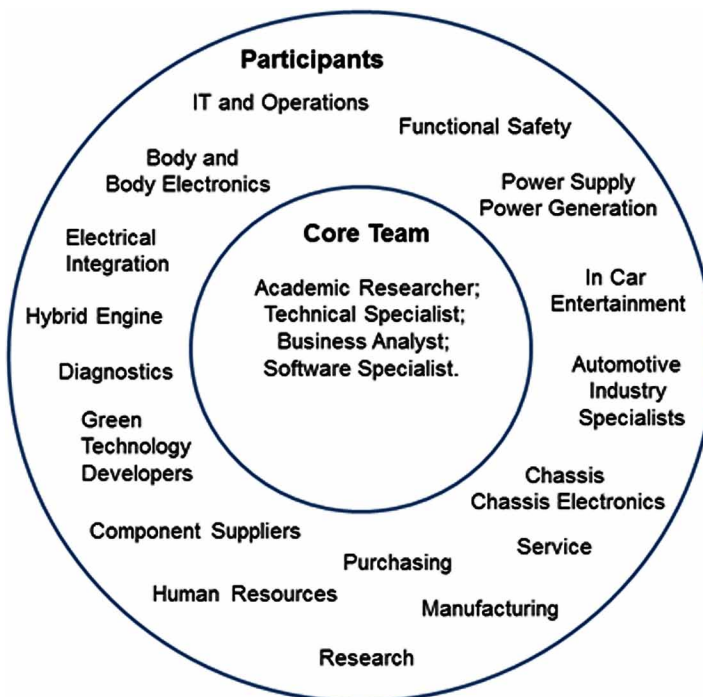 Participants
IT and Operations
Functional Safety
Body and
Body Electronics
Power Supply
Power Generation
Core Team
Electrical
Integration
Academic Researcher;
Technical Specialist;
Business Analyst;
Software Specialist.
In Car
Entertainment
Hybrid Engine
Diagnostics
Automotive
Industry
Specialists
Green
Technology
Developers
Chassis
Chassis Electronics
Component Suppliers
Service
Purchasing
Human Resources
Manufacturing
Research